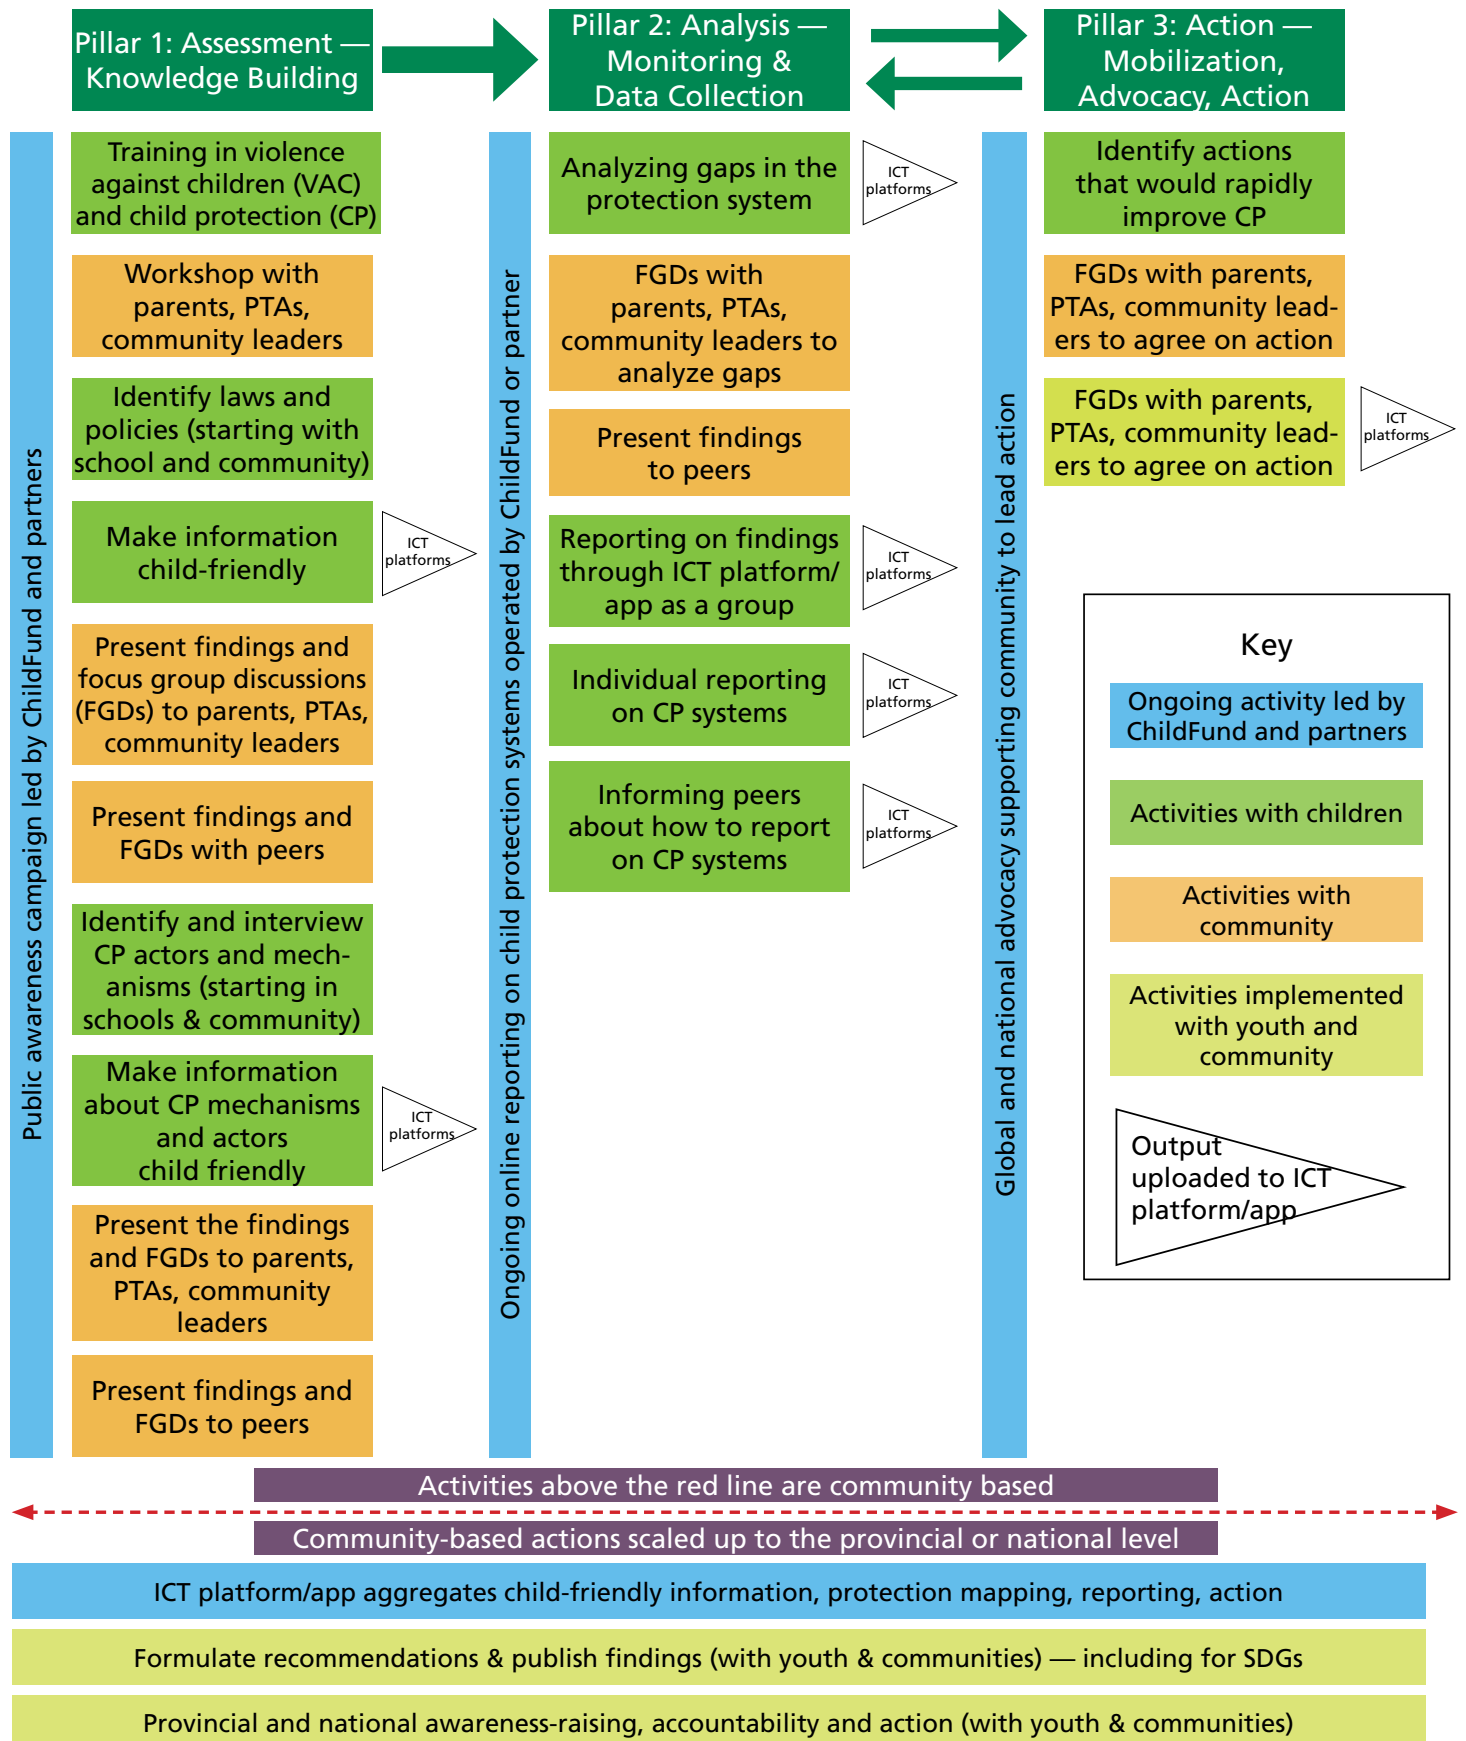 Pillar 1: Assessment —
Knowledge Building
Pillar 2: Analysis —
Monitoring &
Data Collection
Pillar 3: Action —
Mobilization,
Advocacy, Action
Public awareness campaign led by ChildFund and partners
Training in violence
against children (VAC)
and child protection (CP)
Workshop with
parents, PTAs,
community leaders
Identify laws and
policies (starting with
school and community)
Make information
child-friendly
ICT
platforms
Present findings and
focus group discussions
(FGDs) to parents, PTAs,
community leaders
Present findings and
FGDs with peers
Identify and interview
CP actors and mech-
anisms (starting in
schools & community)
Make information
about CP mechanisms
and actors
child friendly
ICT
platforms
Present the findings
and FGDs to parents,
PTAs, community
leaders
Present findings and
FGDs to peers
Ongoing online reporting on child protection systems operated by ChildFund or partner
Analyzing gaps in the
protection system
ICT
platforms
FGDs with
parents, PTAs,
community leaders to
analyze gaps
Present findings
to peers
Reporting on findings
through ICT platform/
app as a group
ICT
platforms
Individual reporting
on CP systems
ICT
platforms
Informing peers
about how to report
on CP systems
ICT
platforms
Global and national advocacy supporting community to lead action
Identify actions
that would rapidly
improve CP
FGDs with parents,
PTAs, community lead-
ers to agree on action
FGDs with parents,
PTAs, community lead-
ers to agree on action
ICT
platforms
Key
Ongoing activity led by
ChildFund and partners
Activities with children
Activities with
community
Activities implemented
with youth and
community
Output
uploaded to ICT
platform/app
Activities above the red line are community based
Community-based actions scaled up to the provincial or national level
ICT platform/app aggregates child-friendly information, protection mapping, reporting, action
Formulate recommendations & publish findings (with youth & communities) — including for SDGs
Provincial and national awareness-raising, accountability and action (with youth & communities)